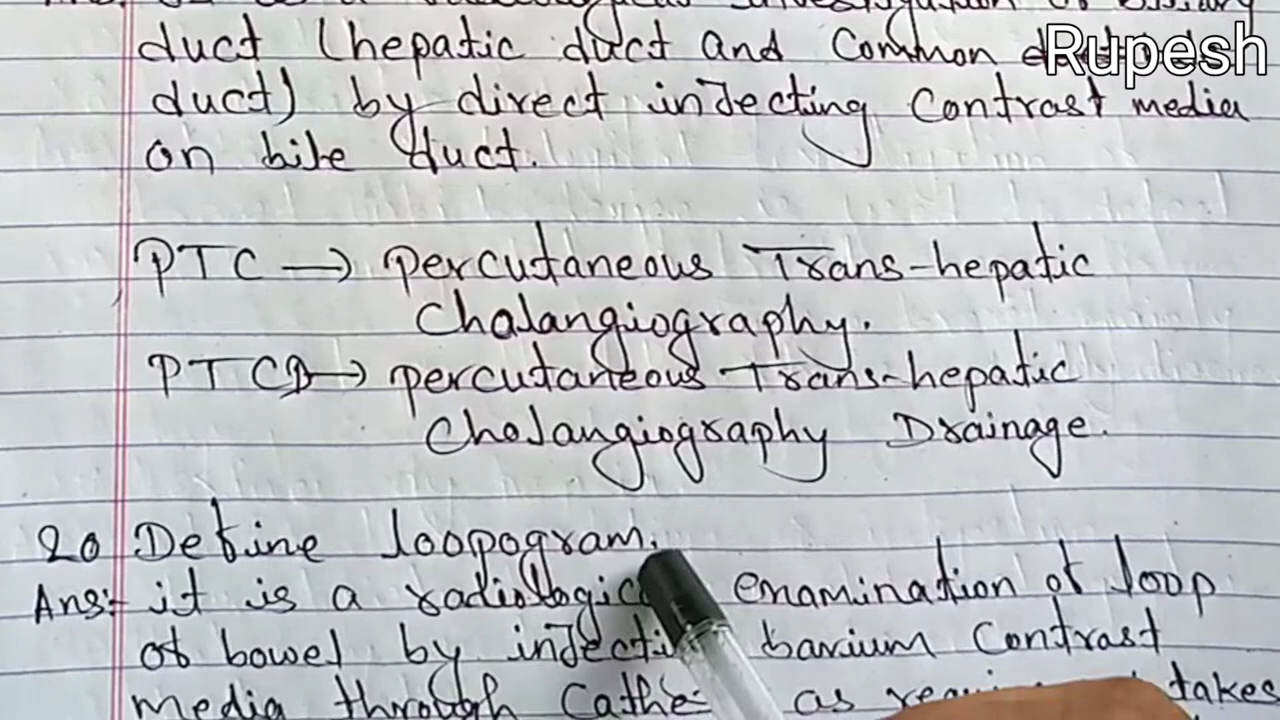 Rupesh
duct (hepatic duct and Common
duct) by direct injecting Contrast media
on bile duct.
PTC → Percutaneous Trans-hepatic
Cholangiography.
PTCD → Percutaneous Trans-hepatic
Cholangiography Drainage.
20 Define loopogram.
Ans:- it is a radiological examination of loop
of bowel by injecting barium Contrast
media through as takes